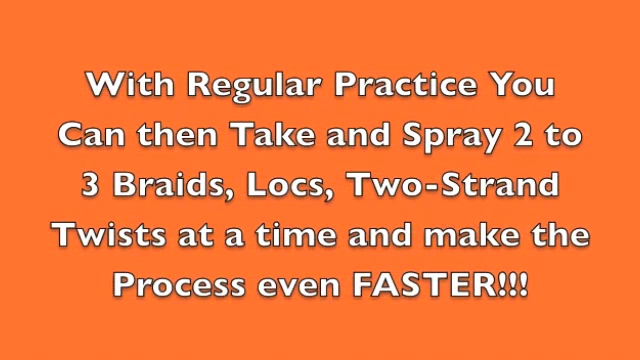 With Regular Practice You
Can then Take and Spray 2 to
3 Braids, Locs, Two-Strand
Twists at a time and make the
Process even FASTER!!!